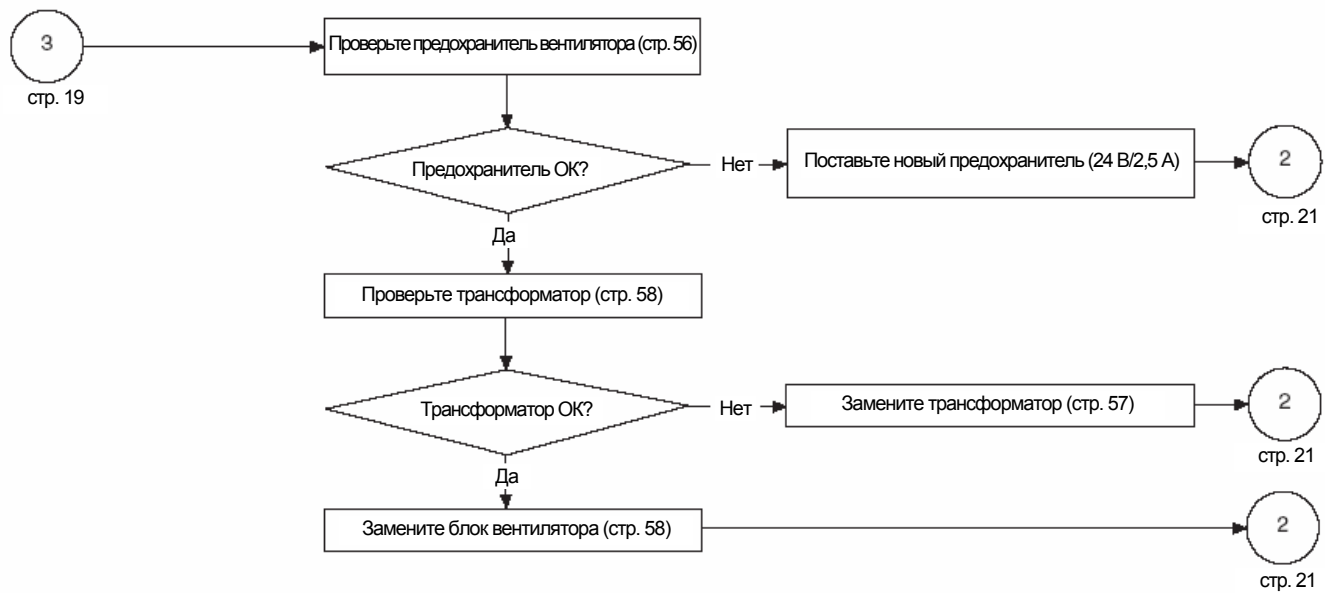 3
стр. 19
Проверьте предохранитель вентилятора (стр. 56)
Предохранитель ОК?
Нет
Поставьте новый предохранитель (24 В/2,5 А)
2
стр. 21
Да
Проверьте трансформатор (стр. 58)
Трансформатор ОК?
Нет
Замените трансформатор (стр. 57)
2
стр. 21
Да
Замените блок вентилятора (стр. 58)
2
стр. 21